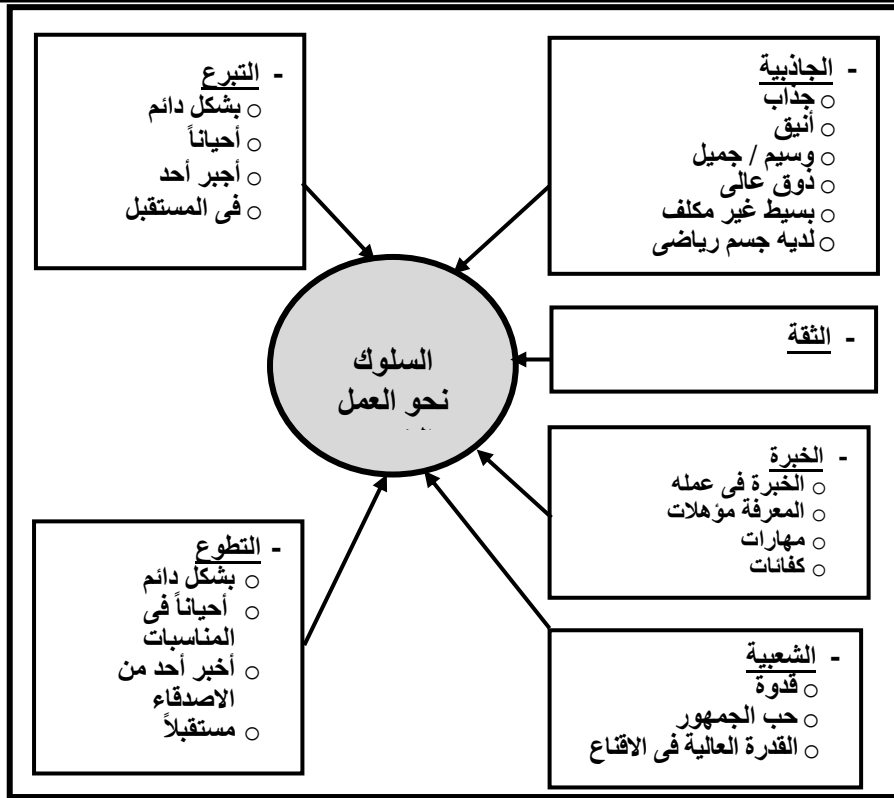 - الجاذبية
○ جذاب
○ أنيق
○ وسيم / جميل
○ ذوق عالى
○ بسيط غير مكلف
○ لديه جسم رياضى
- الثقة
- الخبرة
○ الخبرة فى عمله
○ المعرفة مؤهلات
○ مهارات
○ كفائات
- الشعبية
○ قدوة
○ حب الجمهور
○ القدرة العالية فى الاقناع
السلوك
نحو العمل
- التبرع
○ بشكل دائم
○ أحياناً
○ أجبر أحد
○ فى المستقبل
- التطوع
○ بشكل دائم
○ أحياناً فى
المناسبات
○ أخبر أحد من
الاصدقاء
○ مستقبلاً